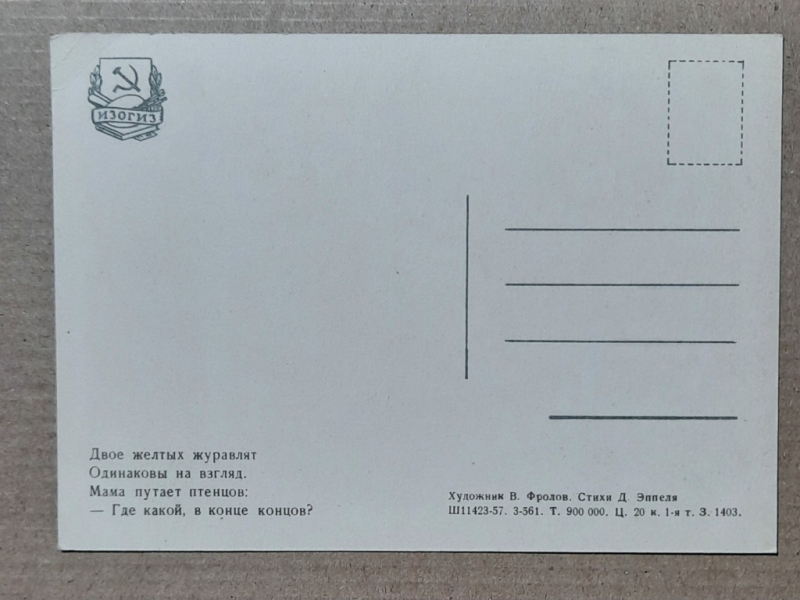 ИЗОГИЗ
Двое желтых журавлят
Одинаковы на взгляд.
Мама путает птенцов:
— Где какой, в конце концов?
Художник В. Фролов. Стихи Д. Эппеля
Ш11423-57. 3-561. Т. 900 000. Ц. 20 к. 1-я т. З. 1403.